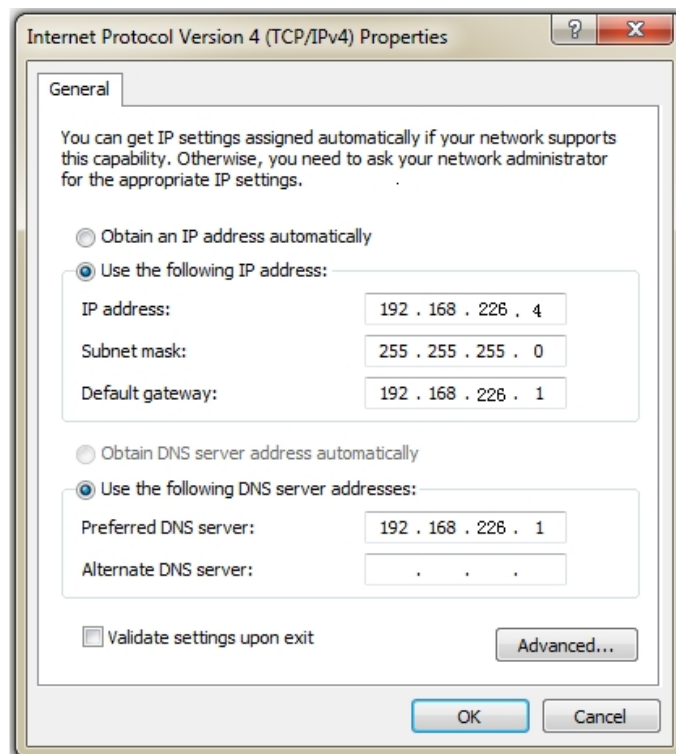 Internet Protocol Version 4 (TCP/IPv4) Properties
General
You can get IP settings assigned automatically if your network supports
this capability. Otherwise, you need to ask your network administrator
for the appropriate IP settings.
Obtain an IP address automatically
Use the following IP address:
IP address: 192 . 168 . 226 . 4
Subnet mask: 255 . 255 . 255 . 0
Default gateway: 192 . 168 . 226 . 1
Obtain DNS server address automatically
Use the following DNS server addresses:
Preferred DNS server: 192 . 168 . 226 . 1
Alternate DNS server: . . .
Validate settings upon exit
Advanced...
OK Cancel